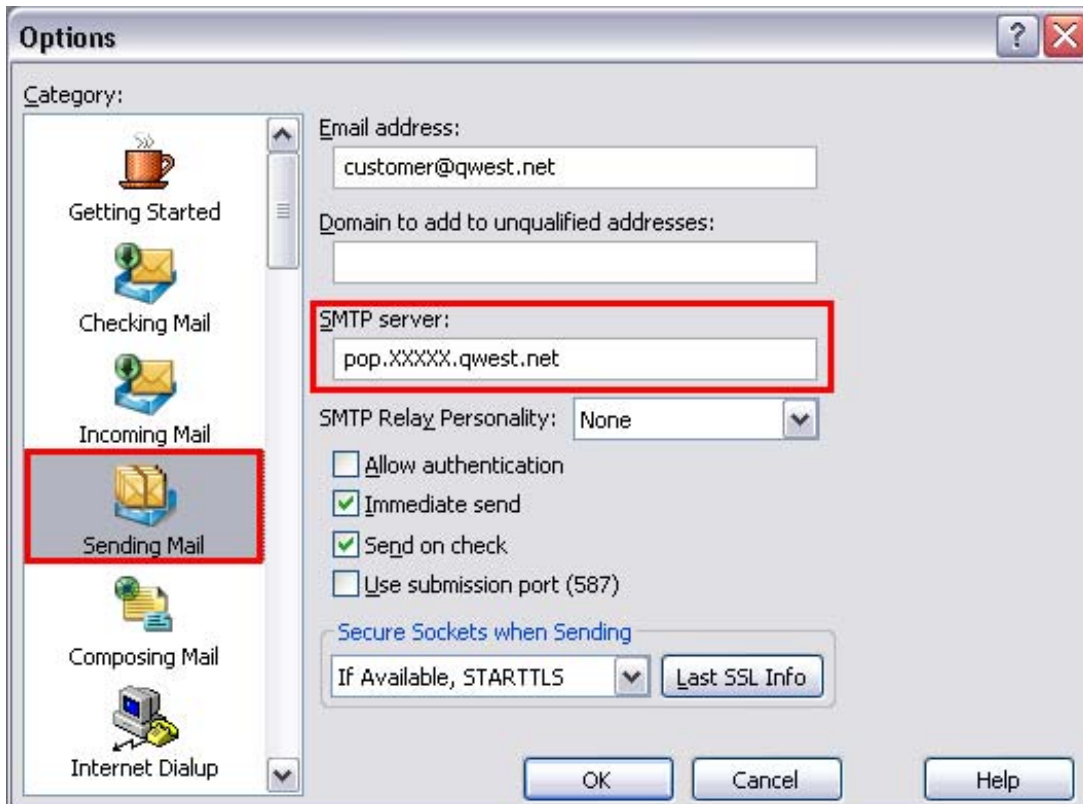 Options
Category:
Getting Started
Checking Mail
Incoming Mail
Sending Mail
Composing Mail
Internet Dialup
Email address:
customer@qwest.net
Domain to add to unqualified addresses:
SMTP server:
pop.XXXXX.qwest.net
SMTP Relay Personality: None
Allow authentication
Immediate send
Send on check
Use submission port (587)
Secure Sockets when Sending
If Available, STARTTLS Last SSL Info
OK Cancel Help